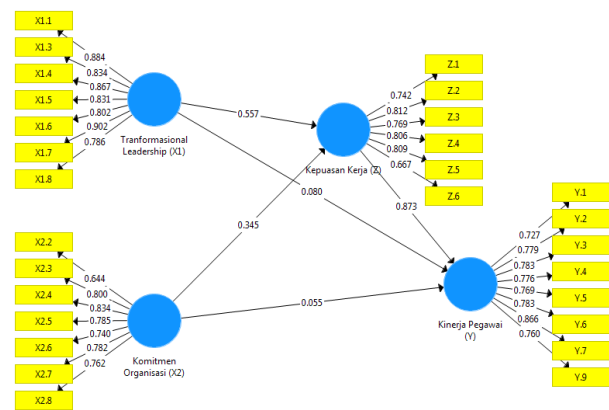 X1.1
X1.3
X1.4
X1.5
X1.6
X1.7
X1.8
0.884
0.834
0.867
0.831
0.802
0.902
0.786
Tranformasional
Leadership (X1)
0.557
0.080
0.345
0.055
0.873
Kepuasan Kerja (Z)
0.742
0.812
0.769
0.806
0.809
0.667
Z.1
Z.2
Z.3
Z.4
Z.5
Z.6
X2.2
X2.3
X2.4
X2.5
X2.6
X2.7
X2.8
0.644
0.800
0.834
0.785
0.740
0.782
0.762
Komitmen
Organisasi (X2)
Kinerja Pegawai
(Y)
0.727
0.779
0.783
0.776
0.769
0.783
0.866
0.760
Y.1
Y.2
Y.3
Y.4
Y.5
Y.6
Y.7
Y.9